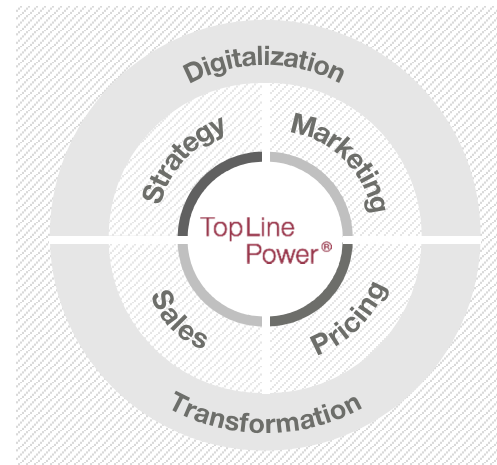 Digitalization
Strategy
Marketing
TopLine
Power®
Sales
Pricing
Transformation